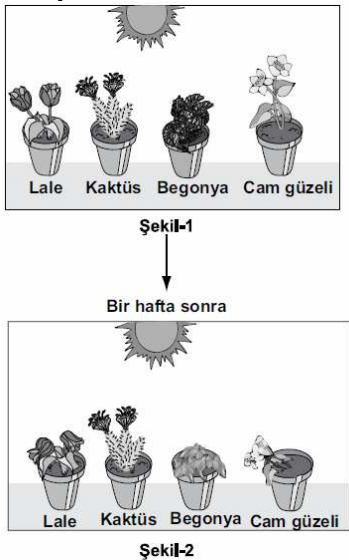 Lale Kaktüs Begonya Cam güzeli
Şekil-1
Bir hafta sonra
Lale Kaktüs Begonya Cam güzeli
Şekil-2